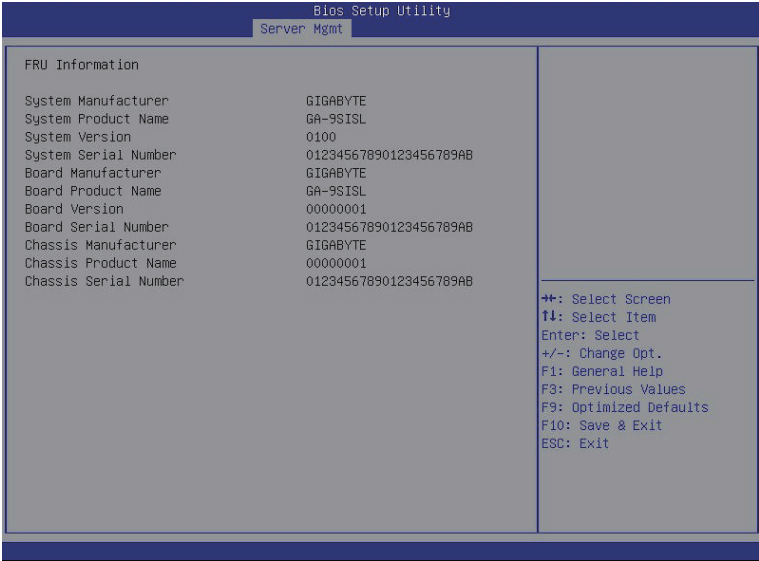 Bios Setup Utility
Server Mgmt
FRU Information
System Manufacturer GIGABYTE
System Product Name GA-9SISL
System Version 0100
System Serial Number 01234567890123456789AB
Board Manufacturer GIGABYTE
Board Product Name GA-9SISL
Board Version 00000001
Board Serial Number 01234567890123456789AB
Chassis Manufacturer GIGABYTE
Chassis Product Name 00000001
Chassis Serial Number 01234567890123456789AB
→←: Select Screen
↑↓: Select Item
Enter: Select
+/-: Change Opt.
F1: General Help
F3: Previous Values
F9: Optimized Defaults
F10: Save & Exit
ESC: Exit